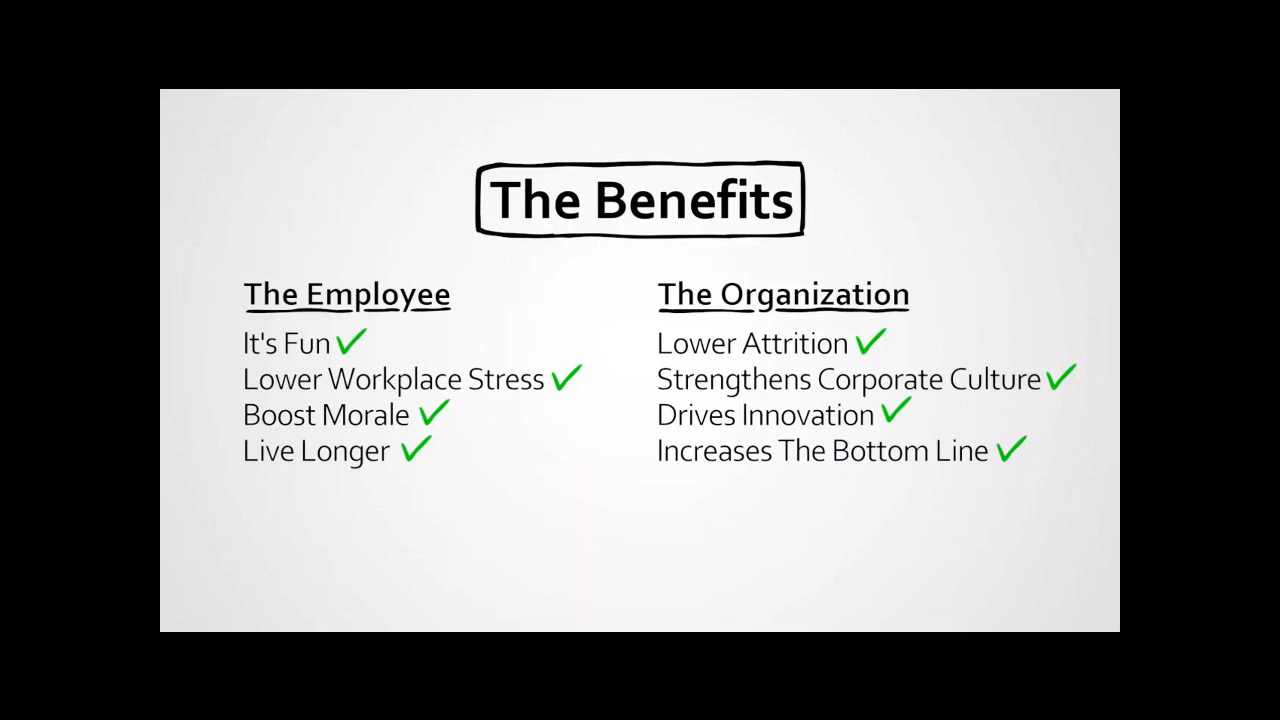 The Benefits
The Employee
It's Fun
Lower Workplace Stress
Boost Morale
Live Longer
The Organization
Lower Attrition
Strengthens Corporate Culture
Drives Innovation
Increases The Bottom Line